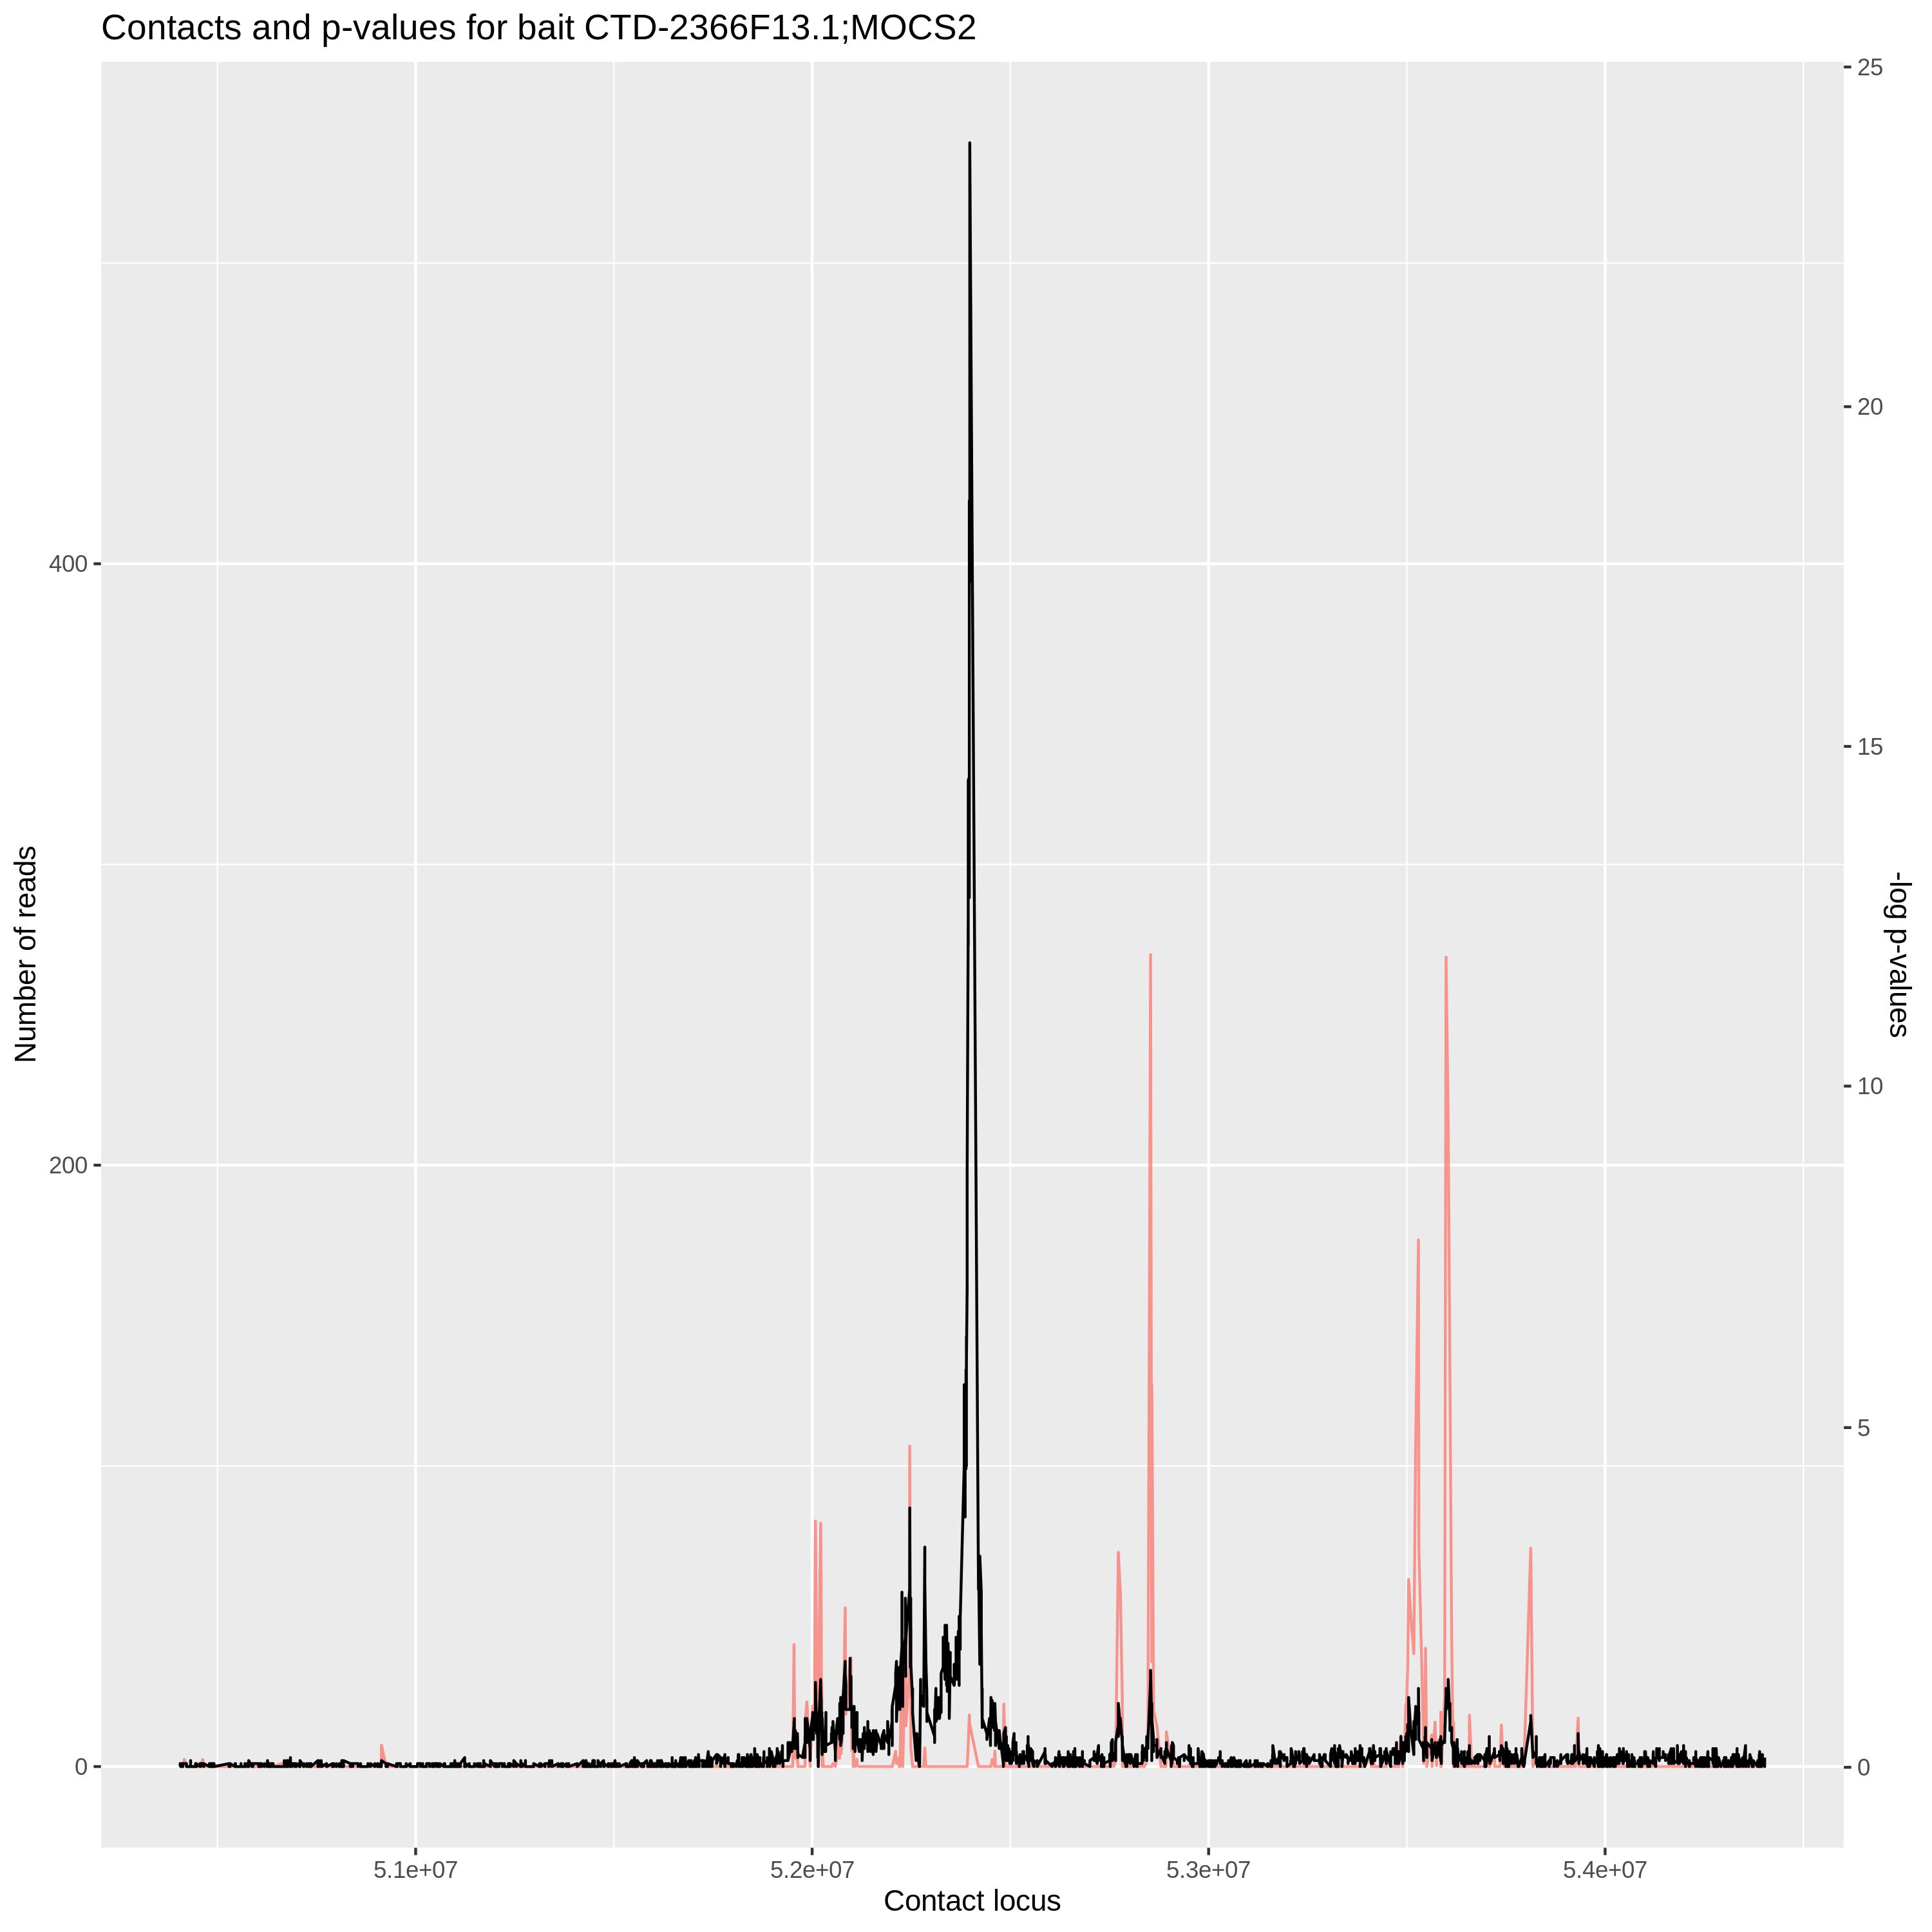 Contacts and p-values for bait CTD-2366F13.1;MOCS2
25
20
400
15
Number of reads
-log p-values
10
200
5
0
0
5.1e+07
5.2e+07
5.3e+07
5.4e+07
Contact locus